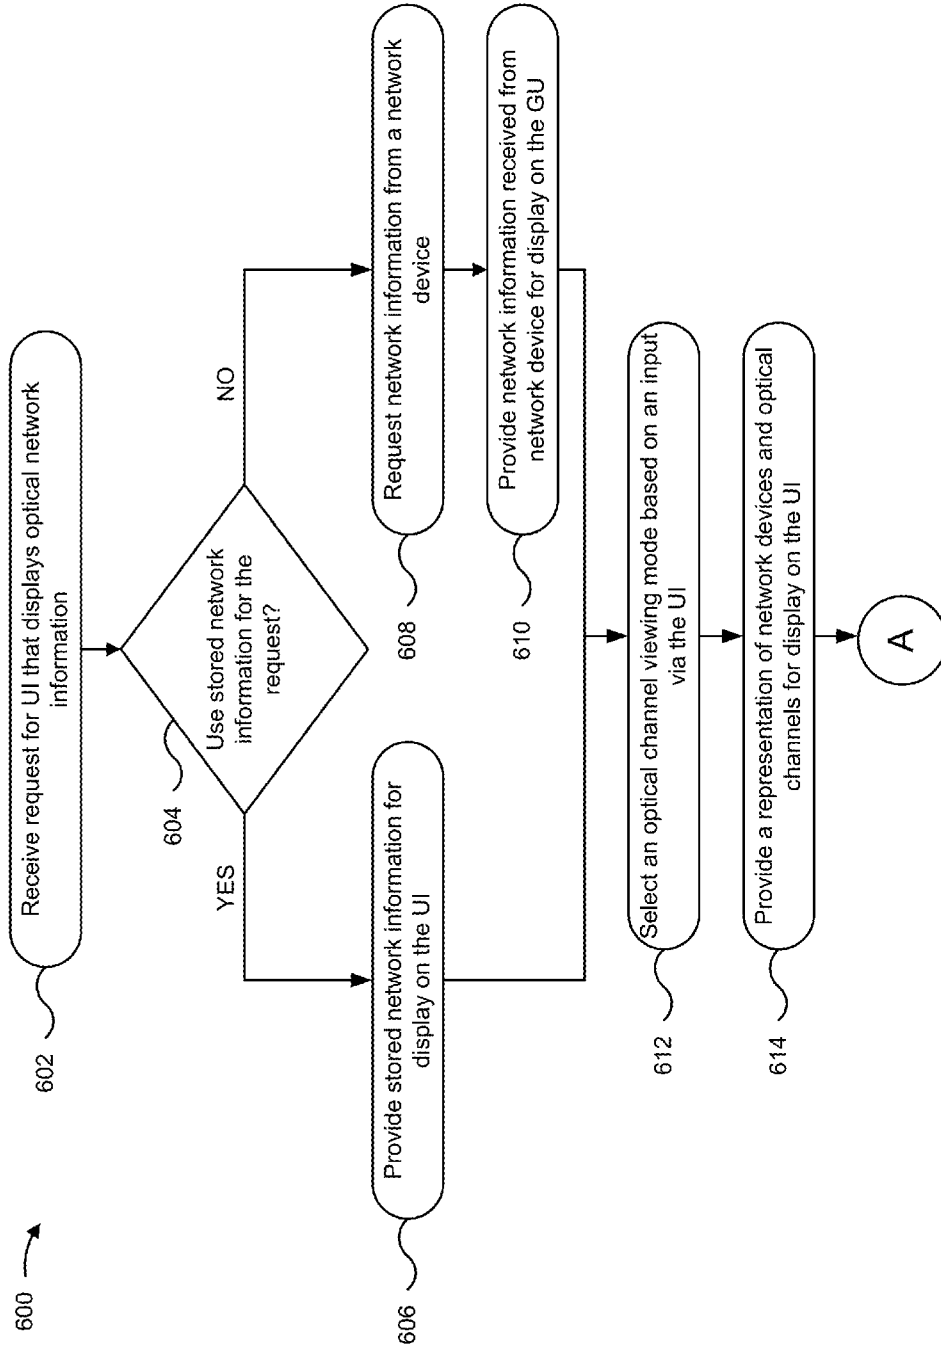 600
602
Receive request for UI that displays optical network
information
604
Use stored network
information for the
request?
YES
NO
606
Provide stored network information for
display on the UI
608
Request network information from a network
device
610
Provide network information received from
network device for display on the GU
612
Select an optical channel viewing mode based on an input
via the UI
614
Provide a representation of network devices and optical
channels for display on the UI
A